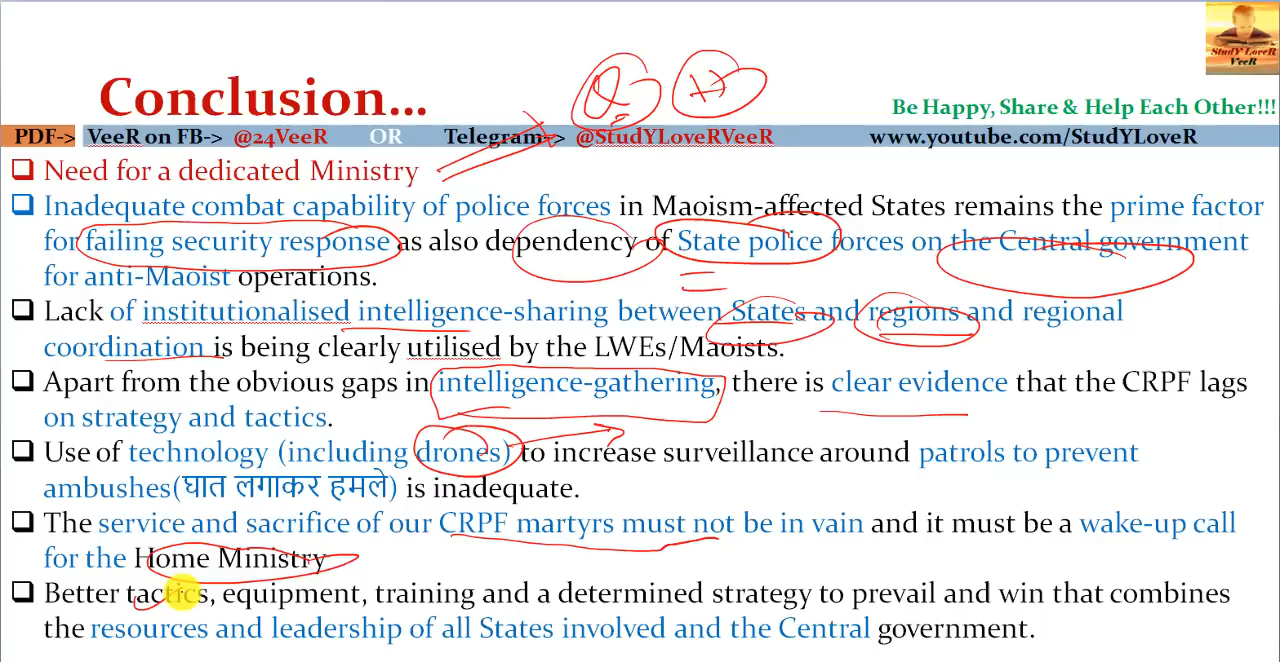 StudY LoveR
VeeR
Conclusion...
Be Happy, Share & Help Each Other!!!
PDF-> VeeR on FB-> @24VeeR OR Telegram-> @StudYLoveRVeeR www.youtube.com/StudYLoveR
❑ Need for a dedicated Ministry
❑ Inadequate combat capability of police forces in Maoism-affected States remains the prime factor
for failing security response as also dependency of State police forces on the Central government
for anti-Maoist operations.
❑ Lack of institutionalised intelligence-sharing between States and regions and regional
coordination is being clearly utilised by the LWEs/Maoists.
❑ Apart from the obvious gaps in intelligence-gathering, there is clear evidence that the CRPF lags
on strategy and tactics.
❑ Use of technology (including drones) to increase surveillance around patrols to prevent
ambushes(घात लगाकर हमले) is inadequate.
❑ The service and sacrifice of our CRPF martyrs must not be in vain and it must be a wake-up call
for the Home Ministry
❑ Better tactics, equipment, training and a determined strategy to prevail and win that combines
the resources and leadership of all States involved and the Central government.